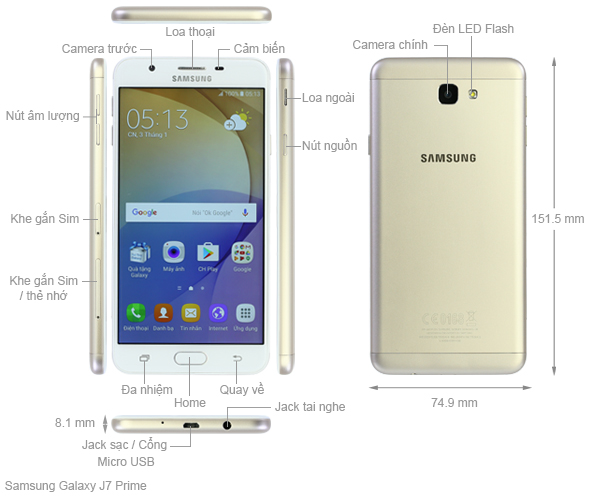 Loa thoại
Camera trước
Cảm biến
Đèn LED Flash
Camera chính
SAMSUNG
100% 05:13
05:13
CN, 3 Tháng 1
Loa ngoài
Nút âm lượng
Nút nguồn
SAMSUNG
Google
Nói "Ok Google"
Khe gắn Sim
151.5 mm
Quà tặng
Galaxy
Máy ảnh
CH Play
Google
Khe gắn Sim
/ thẻ nhớ
Điện thoại
Danh bạ
Tin nhắn
Internet
Ứng dụng
Đa nhiệm
Home
Quay về
74.9 mm
Jack tai nghe
8.1 mm
Jack sạc / Cổng
Micro USB
Samsung Galaxy J7 Prime